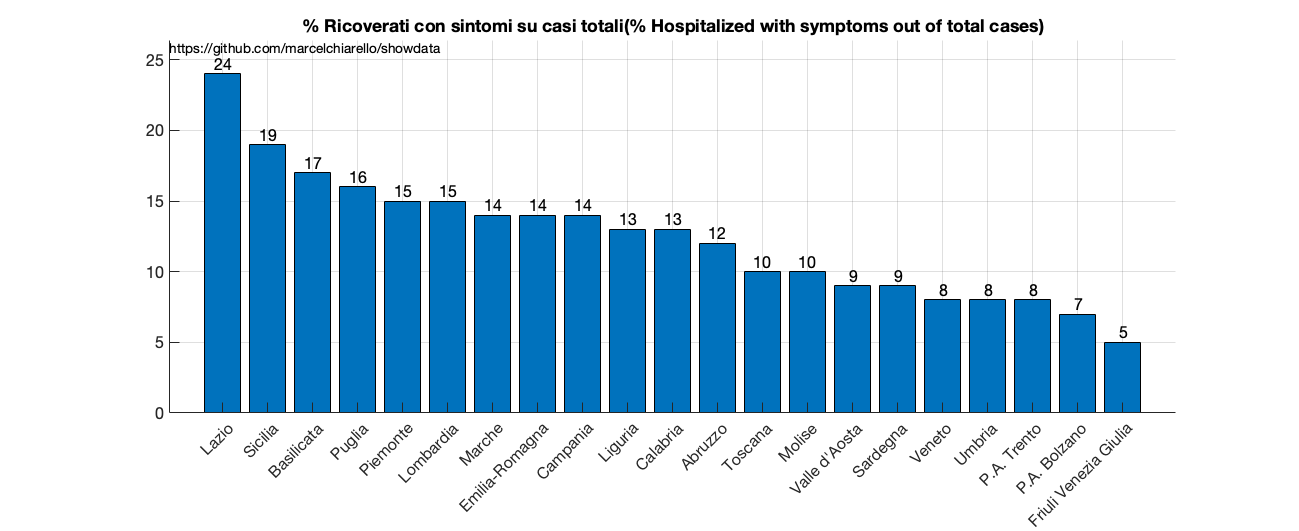 % Ricoverati con sintomi su casi totali(% Hospitalized with symptoms out of total cases)
https://github.com/marcelchiarello/showdata
25
20
15
10
5
0
24
19
17
16
15
15
14
14
14
13
13
12
10
10
9
9
8
8
8
7
5
Lazio
Sicilia
Basilicata
Puglia
Piemonte
Lombardia
Marche
Emilia-Romagna
Campania
Liguria
Calabria
Abruzzo
Toscana
Molise
Valle d'Aosta
Sardegna
Veneto
Umbria
P.A. Trento
P.A. Bolzano
Friuli Venezia Giulia